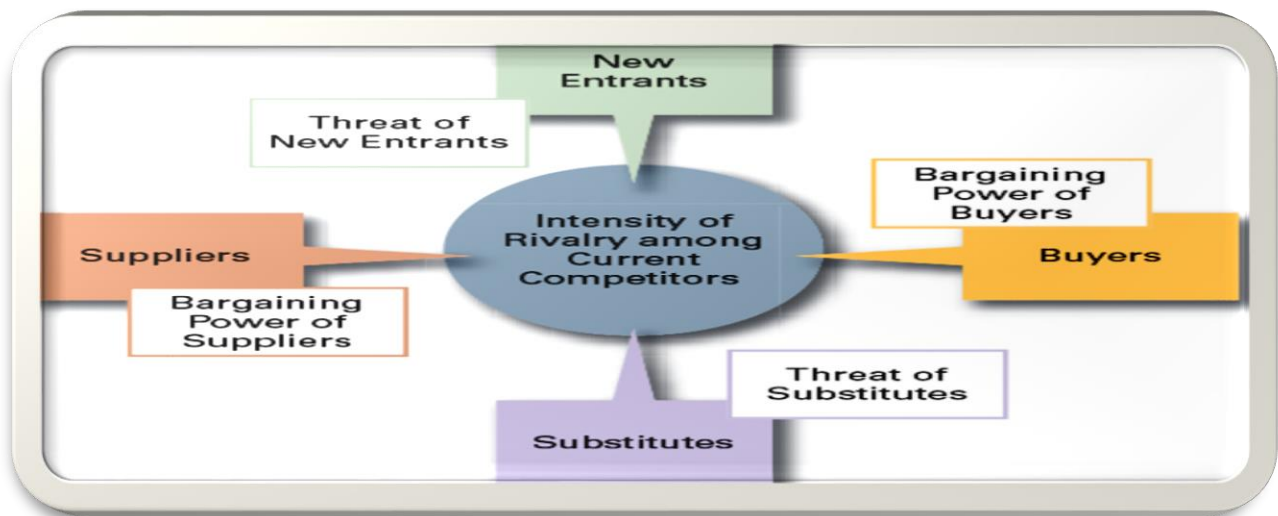 New
Entrants
Threat of
New Entrants
Bargaining
Power of
Buyers
Intensity of
Rivalry among
Current
Competitors
Suppliers
Buyers
Bargaining
Power of
Suppliers
Threat of
Substitutes
Substitutes